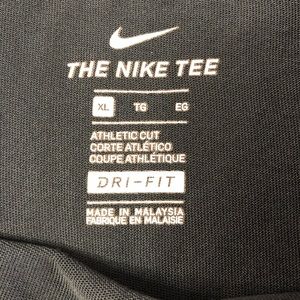 THE NIKE TEE
XL TG EG
ATHLETIC CUT
CORTE ATLÉTICO
COUPE ATHLÉTIQUE
DRI-FIT
MADE IN MALAYSIA
FABRIQUE EN MALAISIE